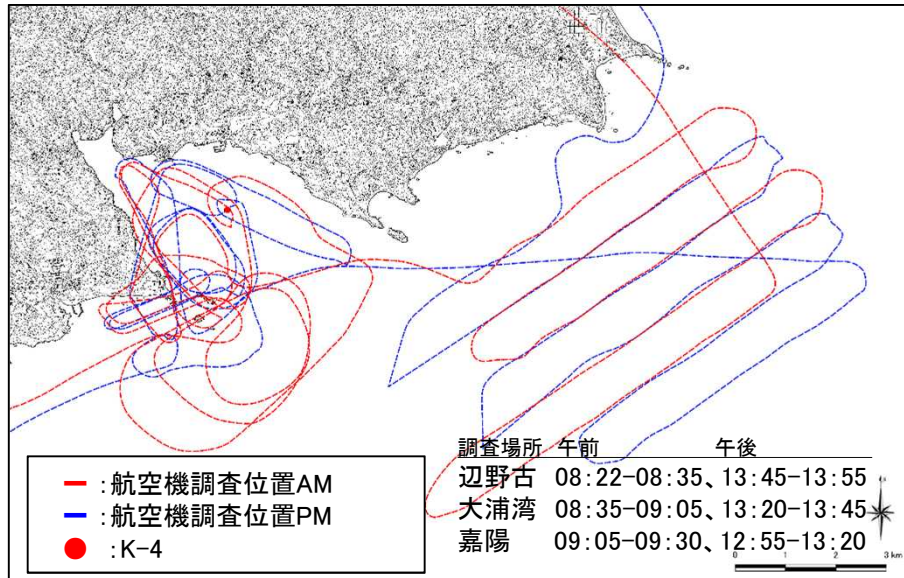 :航空機調査位置AM
:航空機調査位置PM
:K-4
調査場所 午前 午後
辺野古 08:22-08:35、13:45-13:55
大浦湾 08:35-09:05、13:20-13:45
嘉陽 09:05-09:30、12:55-13:20
0 1 2 3 km